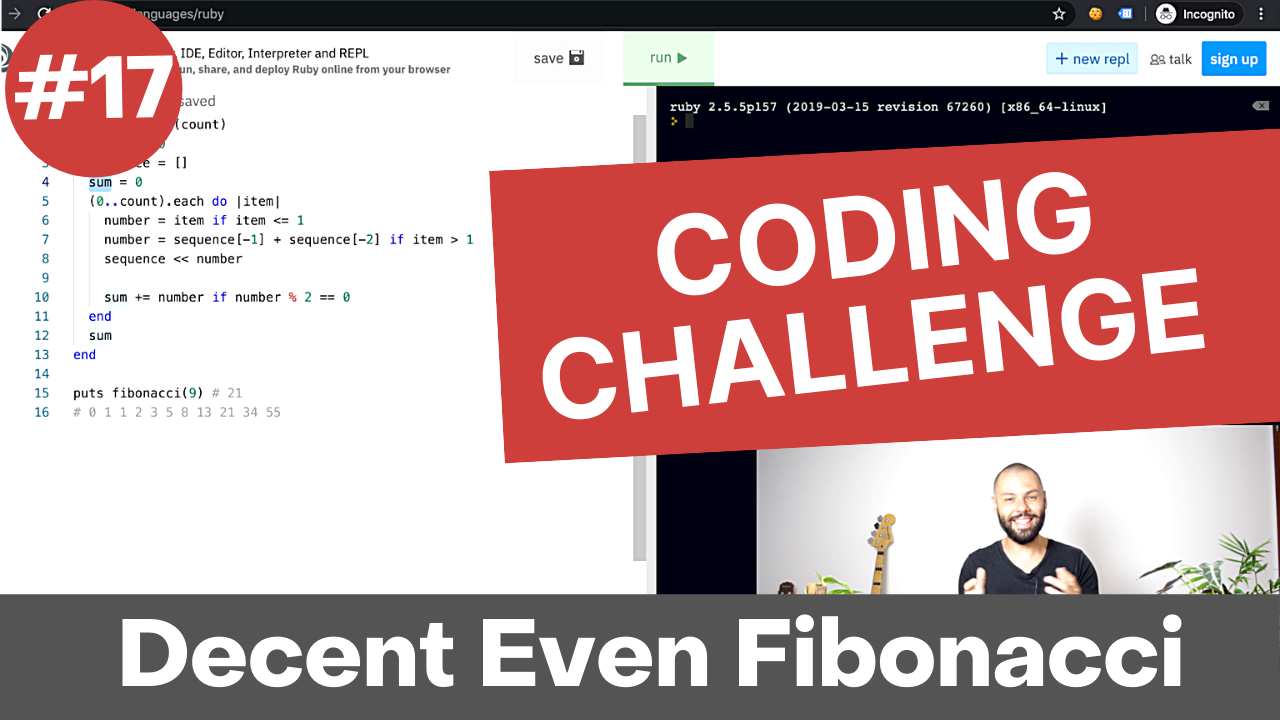 languages/ruby
Incognito
#17
IDE, Editor, Interpreter and REPL
run, share, and deploy Ruby online from your browser
save
run
+ new repl
talk
sign up
saved
(count)
= []
4 sum = 0
5 (0..count).each do |item|
6 number = item if item <= 1
7 number = sequence[-1] + sequence[-2] if item > 1
8 sequence << number
9
10 sum += number if number % 2 == 0
11 end
12 sum
13 end
14
15 puts fibonacci(9) # 21
16 # 0 1 1 2 3 5 8 13 21 34 55
ruby 2.5.5p157 (2019-03-15 revision 67260) [x86_64-linux]
>
CODING
CHALLENGE
Decent Even Fibonacci